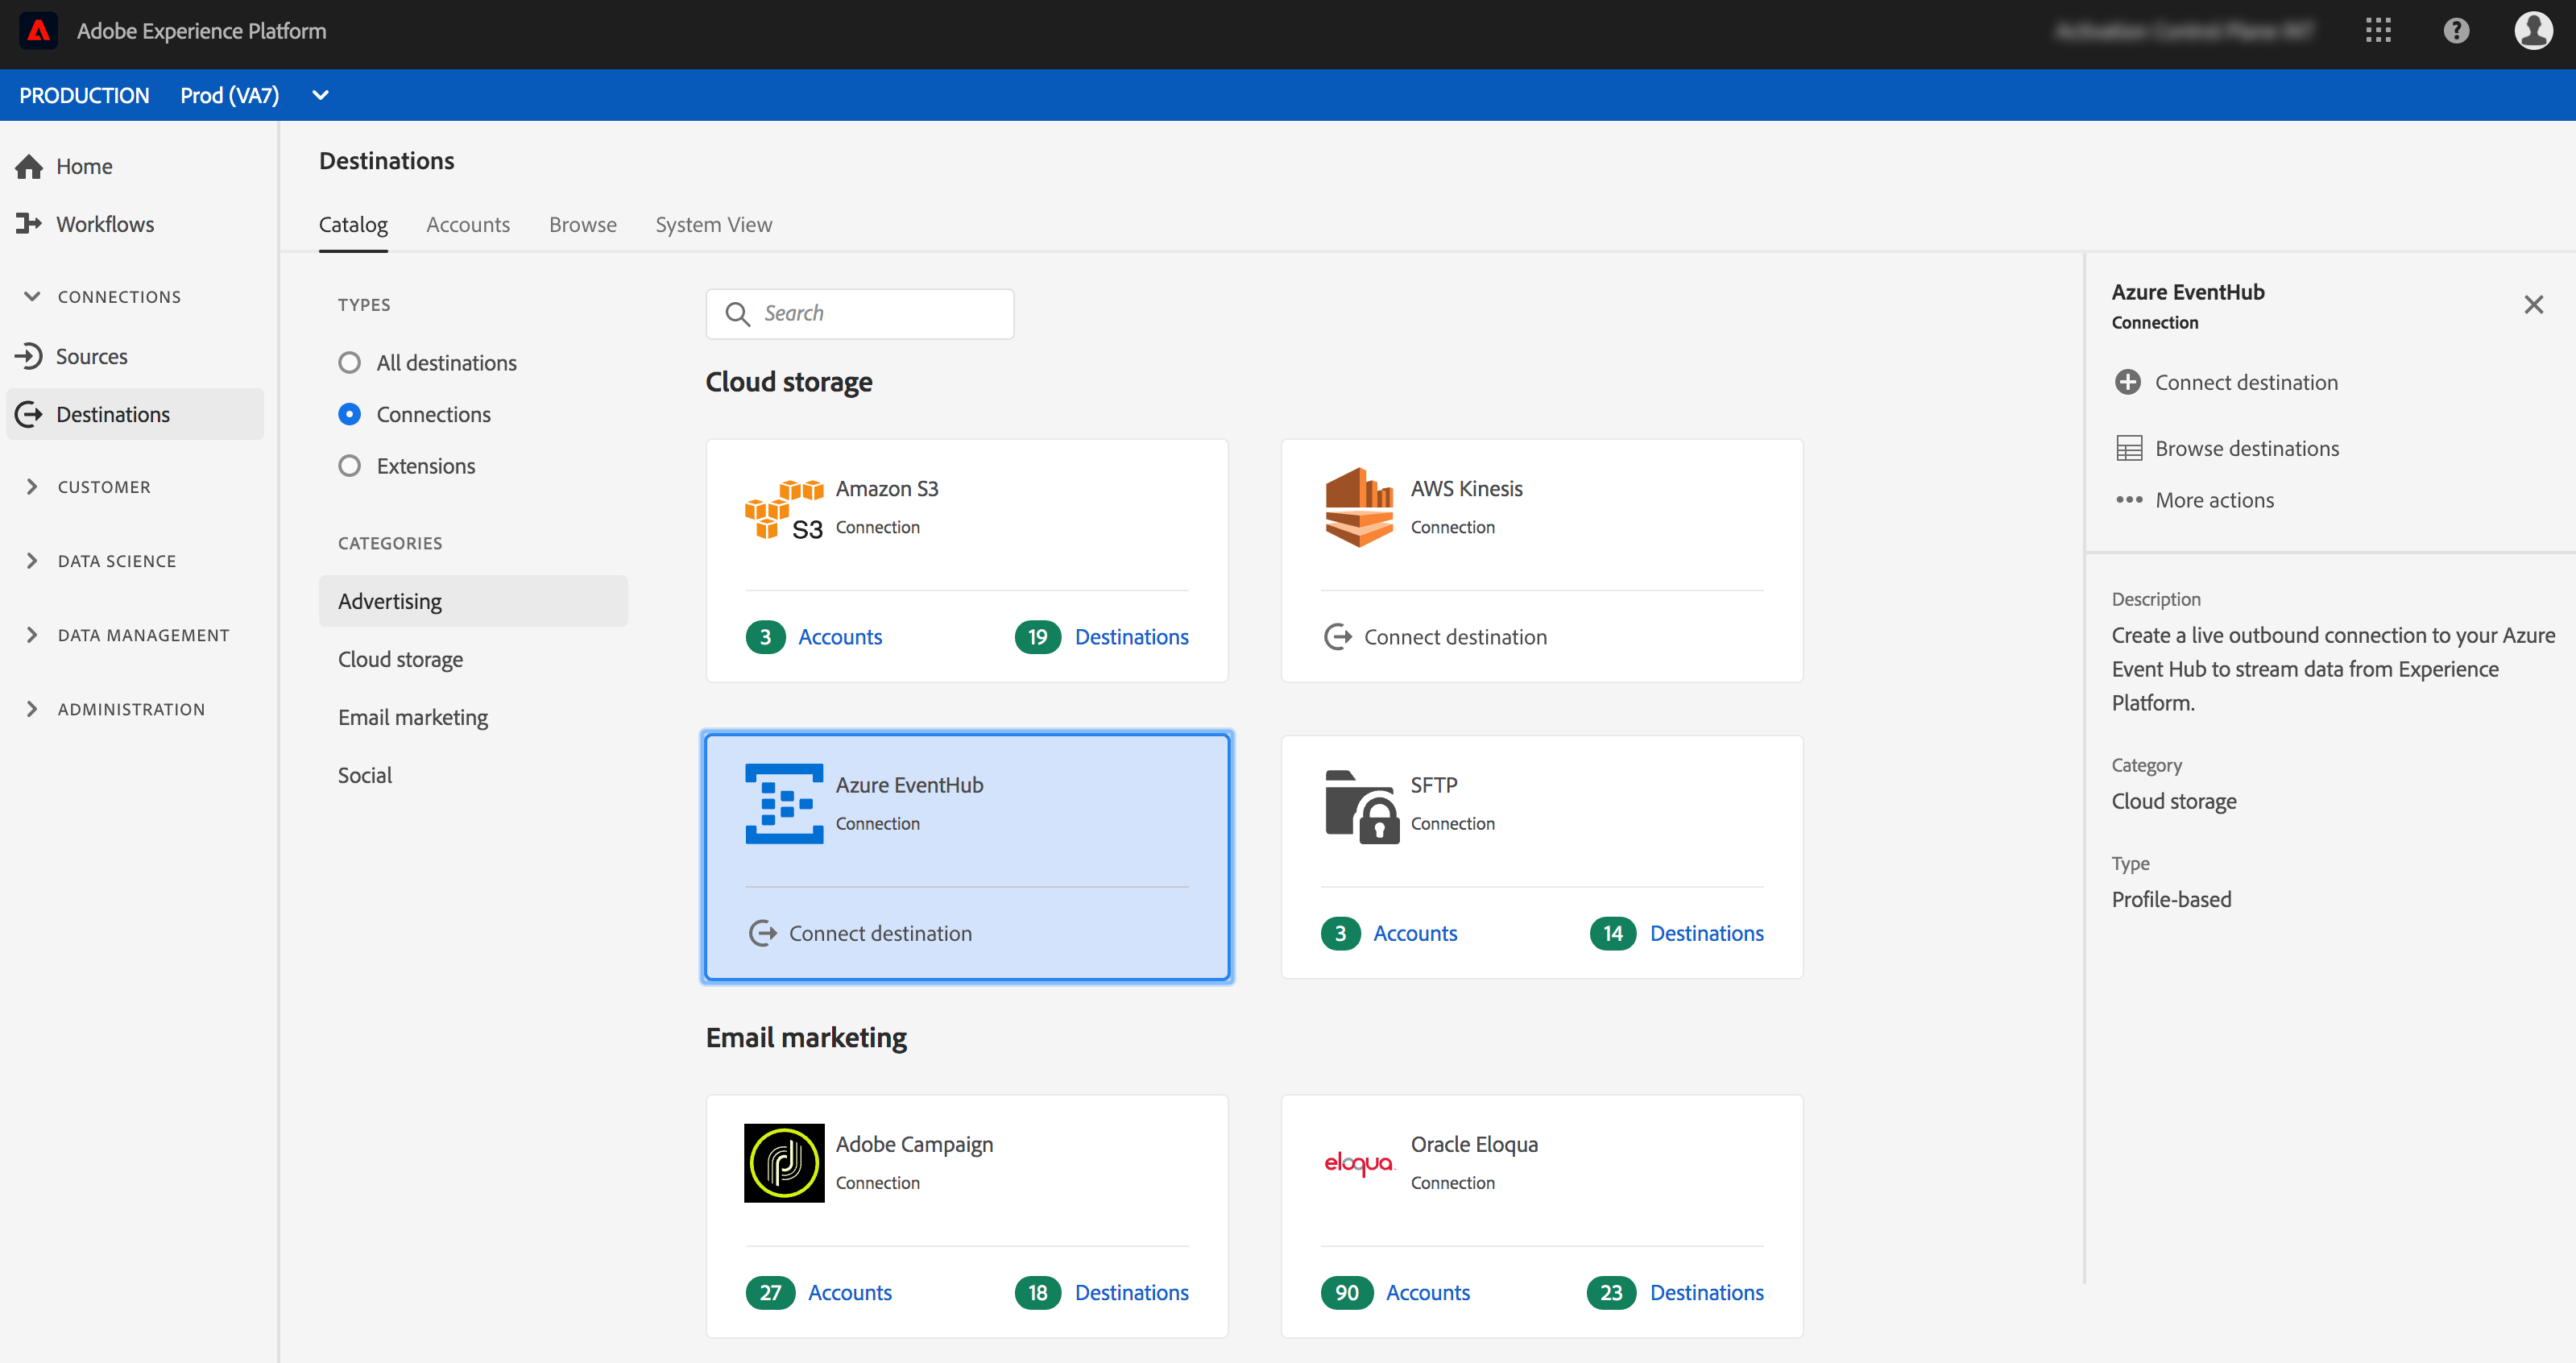 Adobe Experience Platform
PRODUCTION Prod (VA7)
Home
Workflows
CONNECTIONS
Sources
Destinations
CUSTOMER
DATA SCIENCE
DATA MANAGEMENT
ADMINISTRATION
Destinations
Catalog Accounts Browse System View
TYPES
All destinations
Connections
Extensions
CATEGORIES
Advertising
Cloud storage
Email marketing
Social
Search
Cloud storage
Amazon S3
Connection
S3
3 Accounts 19 Destinations
AWS Kinesis
Connection
Connect destination
Azure EventHub
Connection
Connect destination
SFTP
Connection
3 Accounts 14 Destinations
Email marketing
Adobe Campaign
Connection
27 Accounts 18 Destinations
eloqua
Oracle Eloqua
Connection
90 Accounts 23 Destinations
Azure EventHub
Connection
Connect destination
Browse destinations
More actions
Description
Create a live outbound connection to your Azure
Event Hub to stream data from Experience
Platform.
Category
Cloud storage
Type
Profile-based